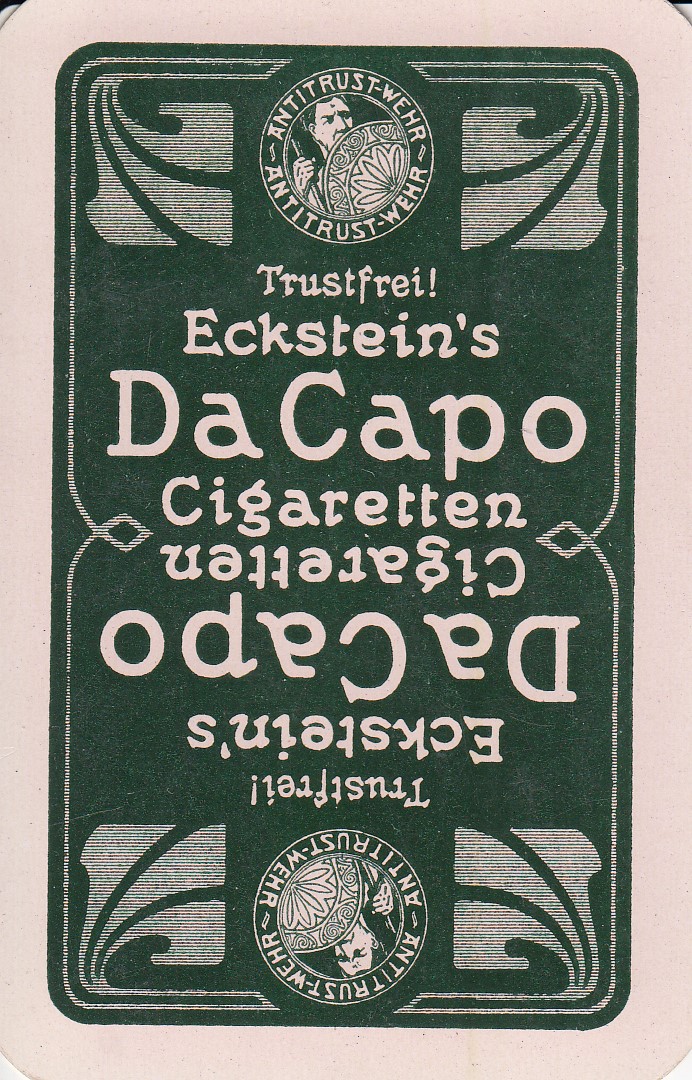 ANTITRUST-WEHR
ANTITRUST-WEHR
Trustfrei!
Eckstein's
Da Capo
Cigaretten
Cigaretten
Da Capo
Eckstein's
Trustfrei!
ANTITRUST-WEHR
ANTITRUST-WEHR